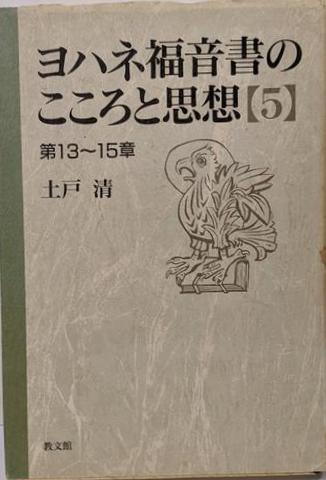 ヨハネ福音書の
こころと思想【5】
第13〜15章
土戸 清
教文館